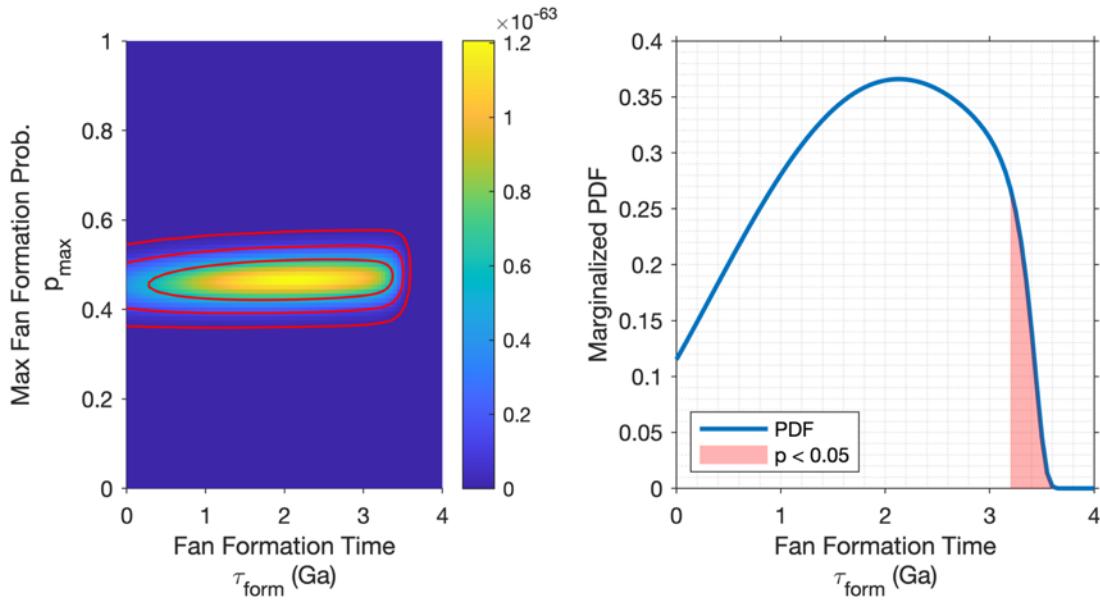 ×10⁻⁶³
Max Fan Formation Prob.
p_max
1
0.8
0.6
0.4
0.2
0
0 1 2 3 4
Fan Formation Time
τ_form (Ga)
1.2
1
0.8
0.6
0.4
0.2
0
Marginalized PDF
0.4
0.35
0.3
0.25
0.2
0.15
0.1
0.05
0
PDF
p < 0.05
0 1 2 3 4
Fan Formation Time
τ_form (Ga)